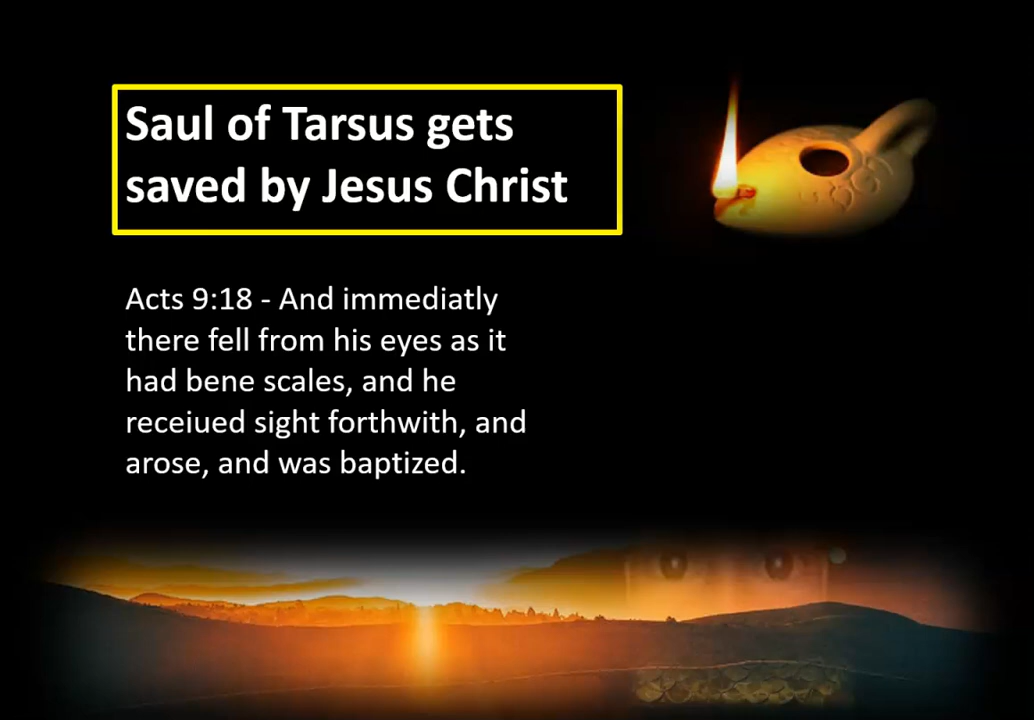 Saul of Tarsus gets
saved by Jesus Christ
Acts 9:18 - And immediatly
there fell from his eyes as it
had bene scales, and he
receiued sight forthwith, and
arose, and was baptized.